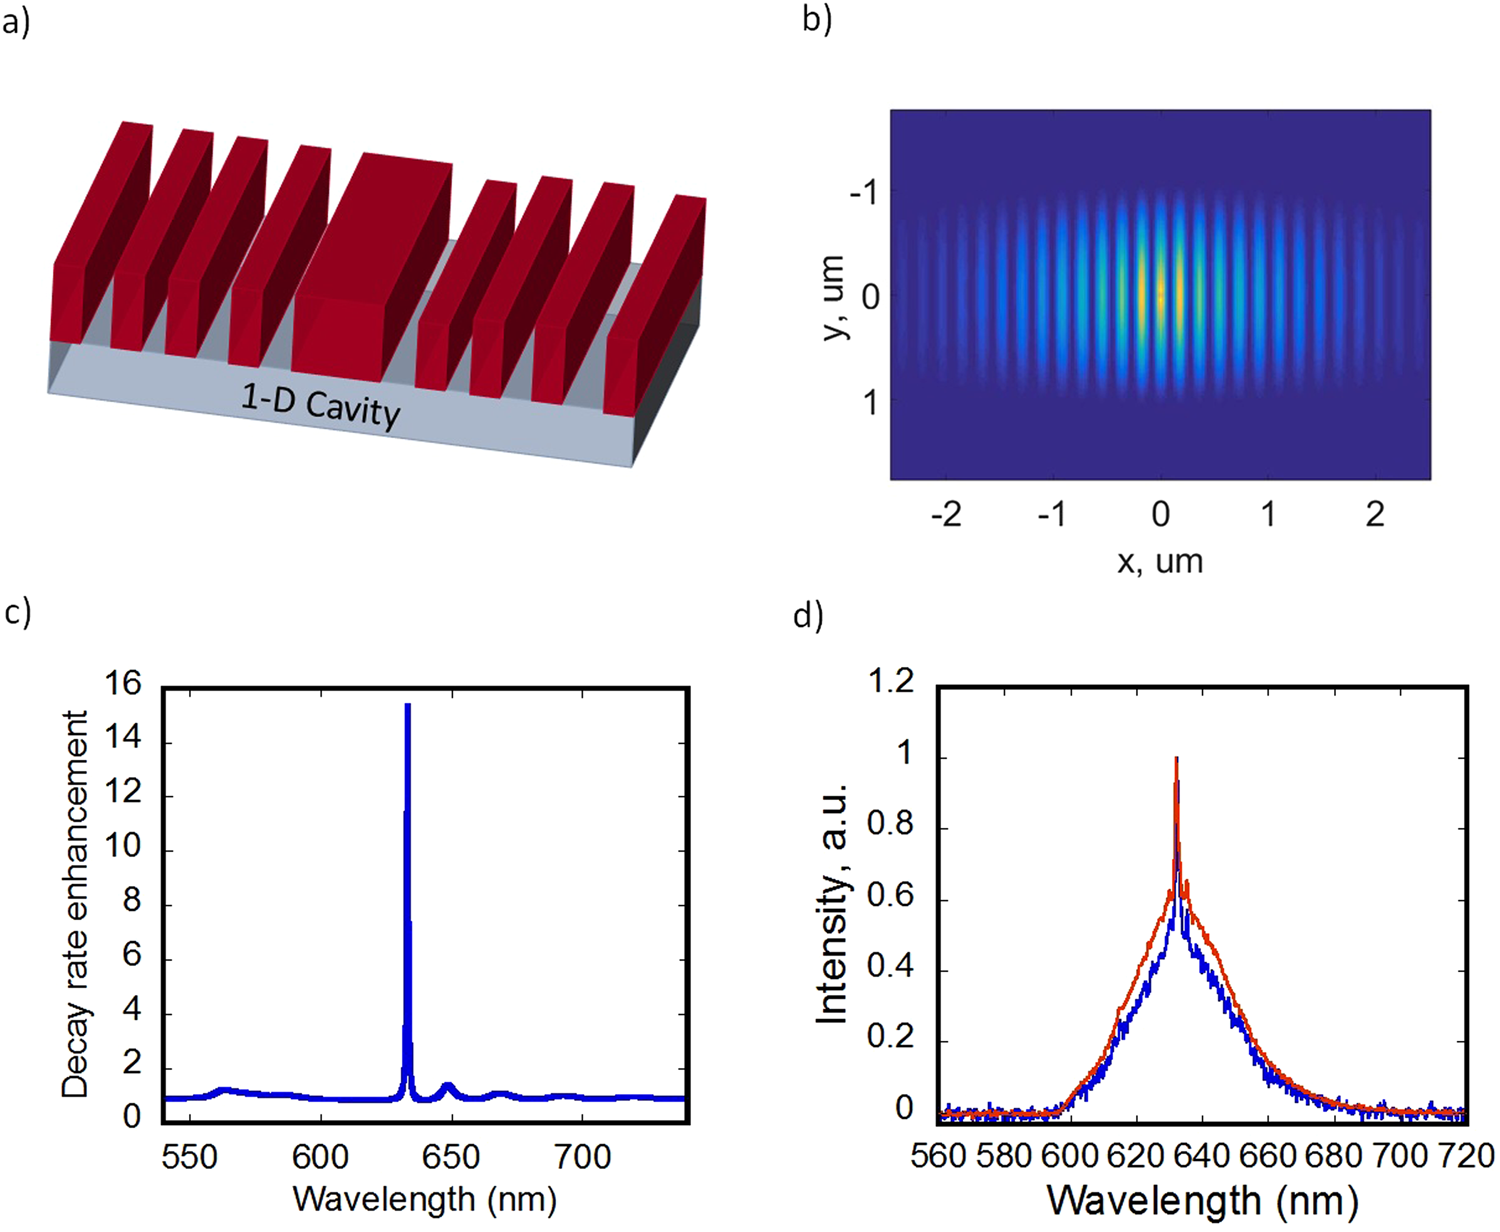 a)
1-D Cavity
b)
-1
0
1
y, um
-2 -1 0 1 2
x, um
c)
16
14
12
10
8
6
4
2
0
Decay rate enhancement
550 600 650 700
Wavelength (nm)
d)
1.2
1
0.8
0.6
0.4
0.2
0
Intensity, a.u.
560 580 600 620 640 660 680 700 720
Wavelength (nm)